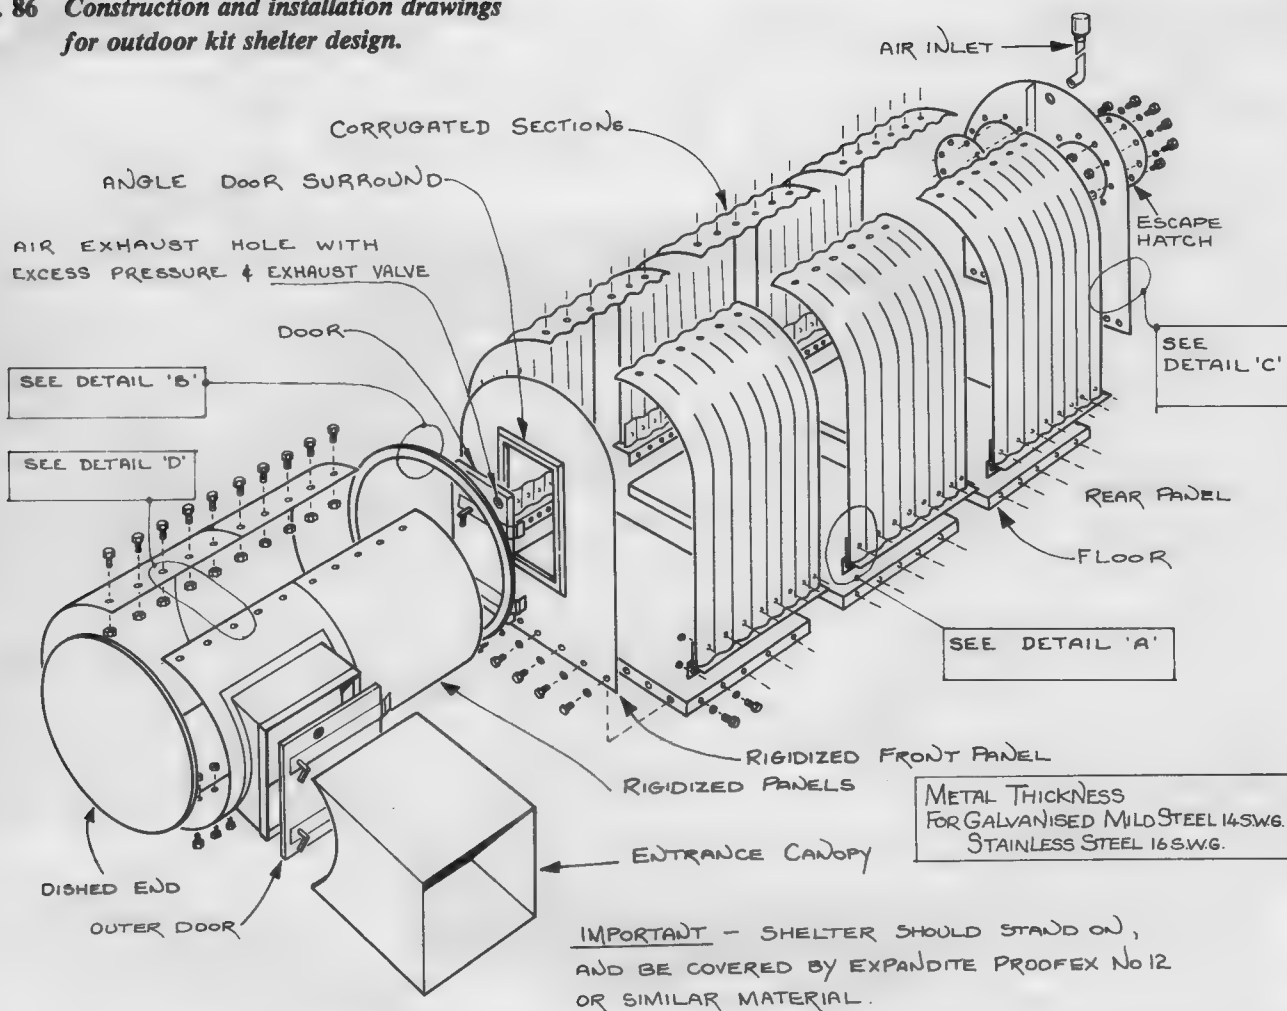 . 86 Construction and installation drawings
for outdoor kit shelter design.
AIR INLET
CORRUGATED SECTIONS
ANGLE DOOR SURROUND
AIR EXHAUST HOLE WITH
EXCESS PRESSURE & EXHAUST VALVE
ESCAPE
HATCH
DOOR
SEE DETAIL 'B'
SEE
DETAIL 'C'
SEE DETAIL 'D'
REAR PANEL
FLOOR
SEE DETAIL 'A'
RIGIDIZED FRONT PANEL
RIGIDIZED PANELS
METAL THICKNESS
FOR GALVANISED MILD STEEL 14 S.W.G.
STAINLESS STEEL 16 S.W.G.
ENTRANCE CANOPY
DISHED END
OUTER DOOR
IMPORTANT - SHELTER SHOULD STAND ON,
AND BE COVERED BY EXPANDITE PROOFEX No 12
OR SIMILAR MATERIAL.